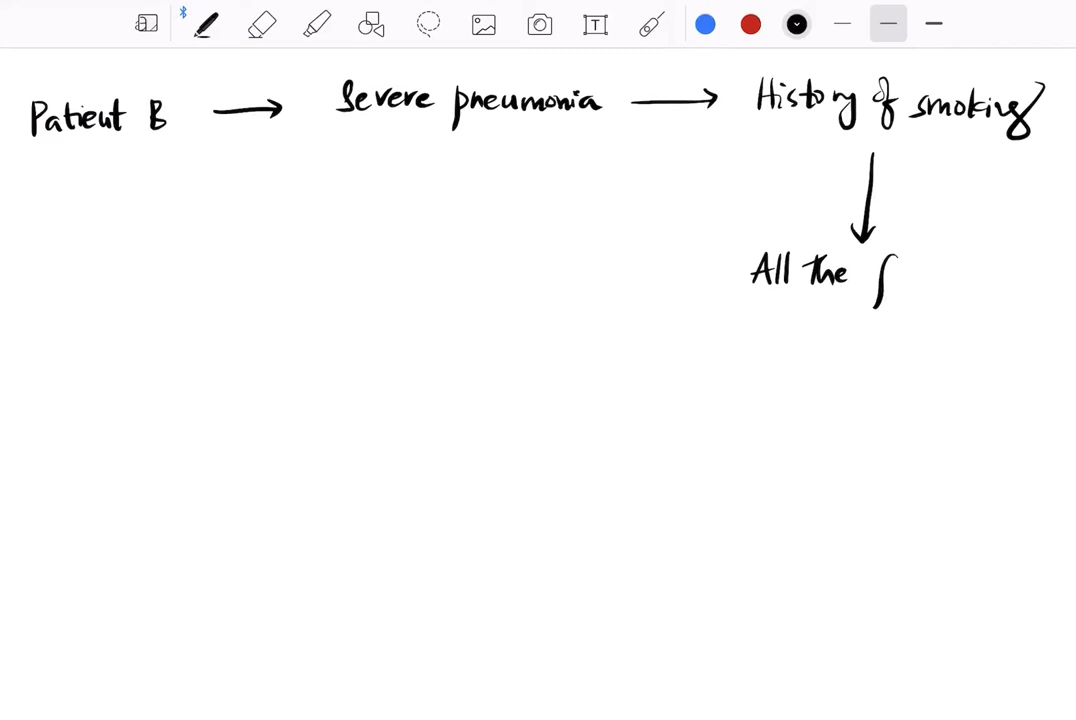 Patient B → Severe pneumonia → History of smoking
↓
All the